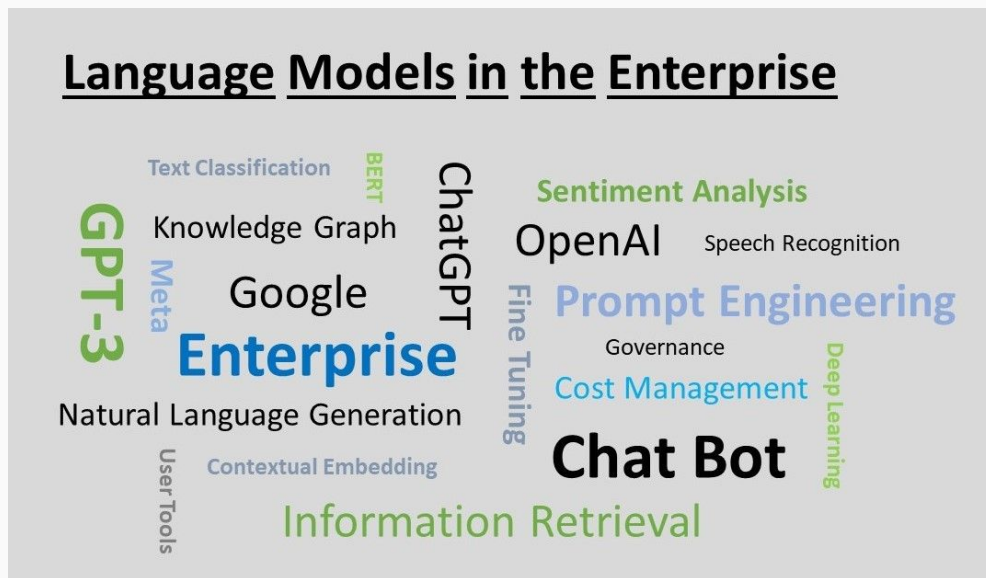 Language Models in the Enterprise
Text Classification
BERT
ChatGPT
Sentiment Analysis
GPT-3
Knowledge Graph
OpenAI
Speech Recognition
Meta
Google
Fine Tuning
Prompt Engineering
Enterprise
Governance
Deep Learning
Cost Management
Natural Language Generation
Chat Bot
User Tools
Contextual Embedding
Information Retrieval